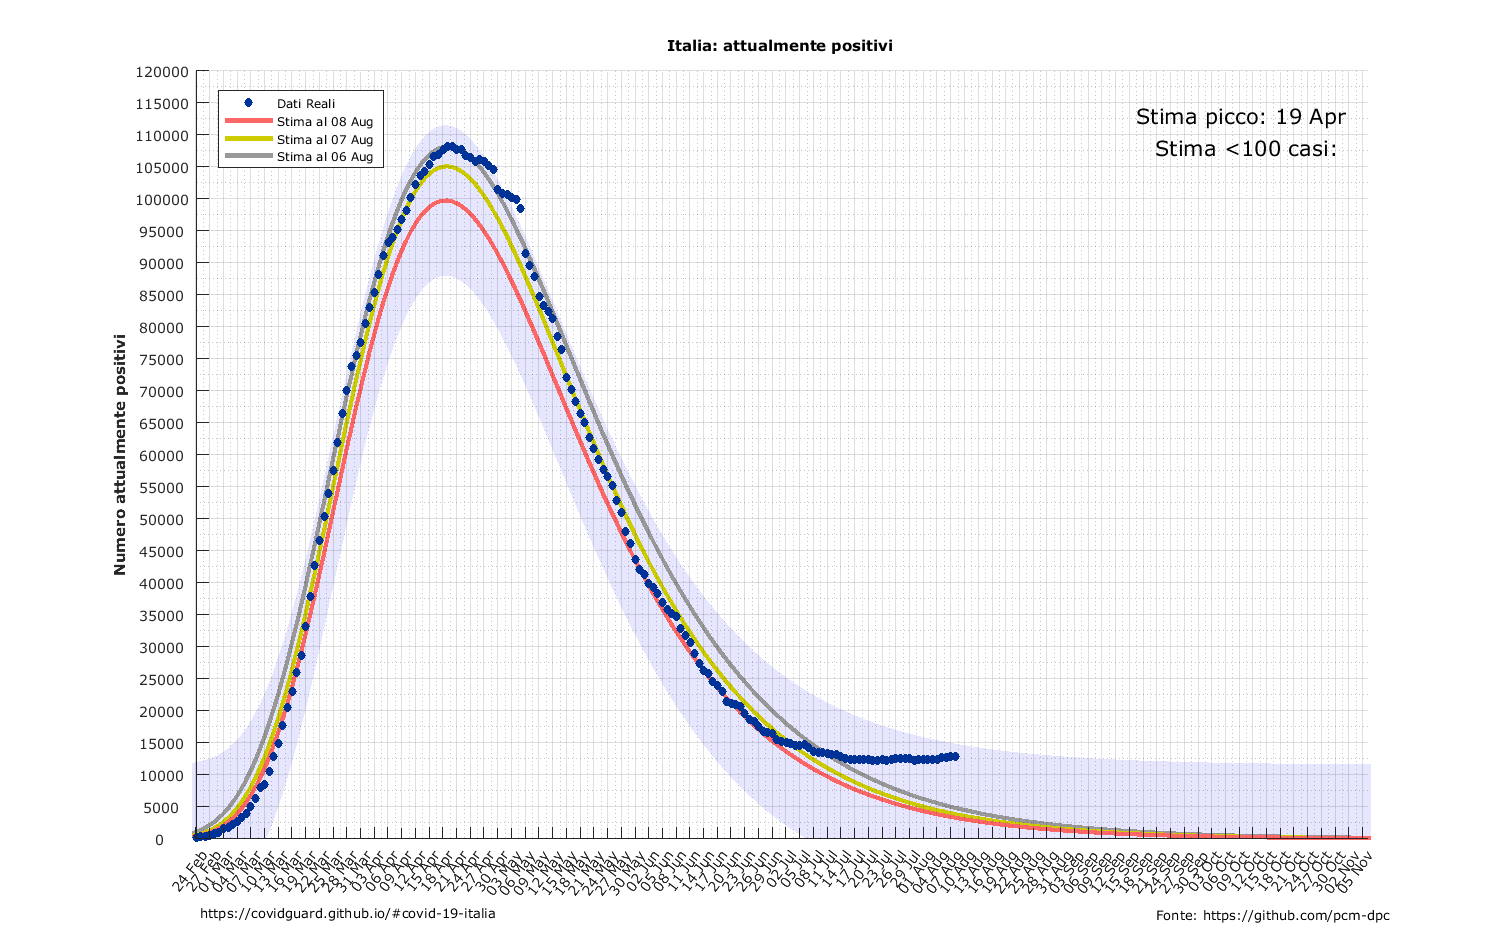 Italia: attualmente positivi
120000
115000
110000
105000
100000
95000
90000
85000
80000
75000
70000
65000
60000
55000
50000
45000
40000
35000
30000
25000
20000
15000
10000
5000
0
Numero attualmente positivi
Dati Reali
Stima al 08 Aug
Stima al 07 Aug
Stima al 06 Aug
Stima picco: 19 Apr
Stima <100 casi:
24 Feb
27 Feb
01 Mar
04 Mar
07 Mar
10 Mar
13 Mar
16 Mar
19 Mar
22 Mar
25 Mar
28 Mar
31 Mar
03 Apr
06 Apr
09 Apr
12 Apr
15 Apr
18 Apr
21 Apr
24 Apr
27 Apr
30 Apr
03 May
06 May
09 May
12 May
15 May
18 May
21 May
24 May
27 May
30 May
02 Jun
05 Jun
08 Jun
11 Jun
14 Jun
17 Jun
20 Jun
23 Jun
26 Jun
29 Jun
02 Jul
05 Jul
08 Jul
11 Jul
14 Jul
17 Jul
20 Jul
23 Jul
26 Jul
29 Jul
01 Aug
04 Aug
07 Aug
10 Aug
13 Aug
16 Aug
19 Aug
22 Aug
25 Aug
28 Aug
31 Aug
03 Sep
06 Sep
09 Sep
12 Sep
15 Sep
18 Sep
21 Sep
24 Sep
27 Sep
30 Sep
03 Oct
06 Oct
09 Oct
12 Oct
15 Oct
18 Oct
21 Oct
24 Oct
27 Oct
30 Oct
02 Nov
05 Nov
https://covidguard.github.io/#covid-19-italia
Fonte: https://github.com/pcm-dpc